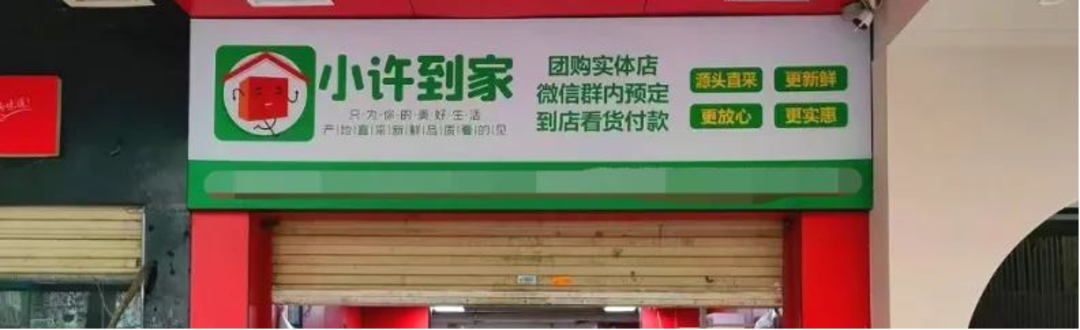 小许到家
只·为·你·的·美·好·生·活
产|地|直|采|新|鲜|品|质|看|的|见
团购实体店
微信群内预定
到店看货付款
源头直采 更新鲜
更放心 更实惠